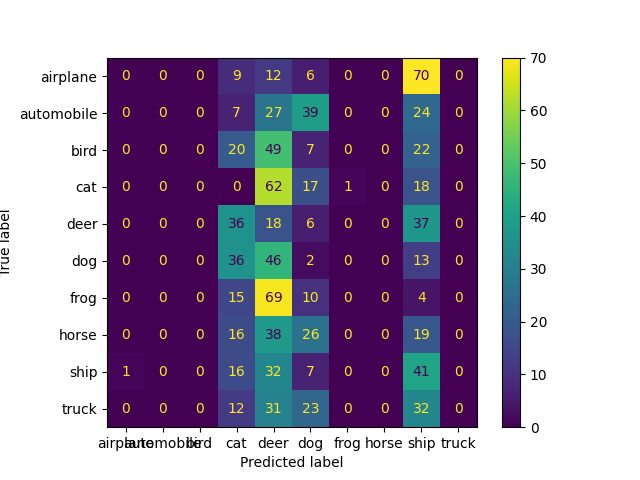 airplane 0 0 0 9 12 6 0 0 70 0
automobile 0 0 0 7 27 39 0 0 24 0
bird 0 0 0 20 49 7 0 0 22 0
cat 0 0 0 0 62 17 1 0 18 0
deer 0 0 0 36 18 6 0 0 37 0
dog 0 0 0 36 46 2 0 0 13 0
frog 0 0 0 15 69 10 0 0 4 0
horse 0 0 0 16 38 26 0 0 19 0
ship 1 0 0 16 32 7 0 0 41 0
truck 0 0 0 12 31 23 0 0 32 0
airplane automobile bird cat deer dog frog horse ship truck
Predicted label
True label
70
60
50
40
30
20
10
0